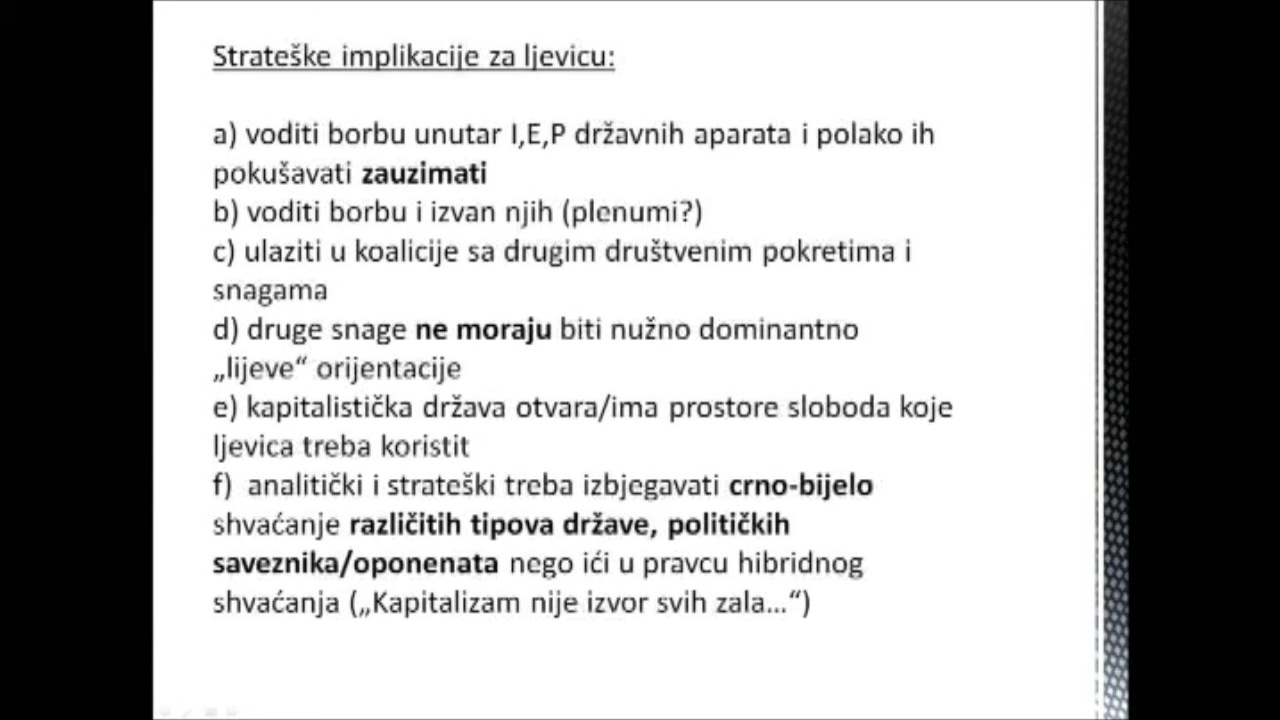 Strateške implikacije za ljevicu:
a) voditi borbu unutar I,E,P državnih aparata i polako ih
pokušavati zauzimati
b) voditi borbu i izvan njih (plenumi?)
c) ulaziti u koalicije sa drugim društvenim pokretima i
snagama
d) druge snage ne moraju biti nužno dominantno
„lijeve“ orijentacije
e) kapitalistička država otvara/ima prostore sloboda koje
ljevica treba koristit
f)  analitički i strateški treba izbjegavati crno-bijelo
shvaćanje različitih tipova države, političkih
saveznika/oponenata nego ići u pravcu hibridnog
shvaćanja („Kapitalizam nije izvor svih zala...“)